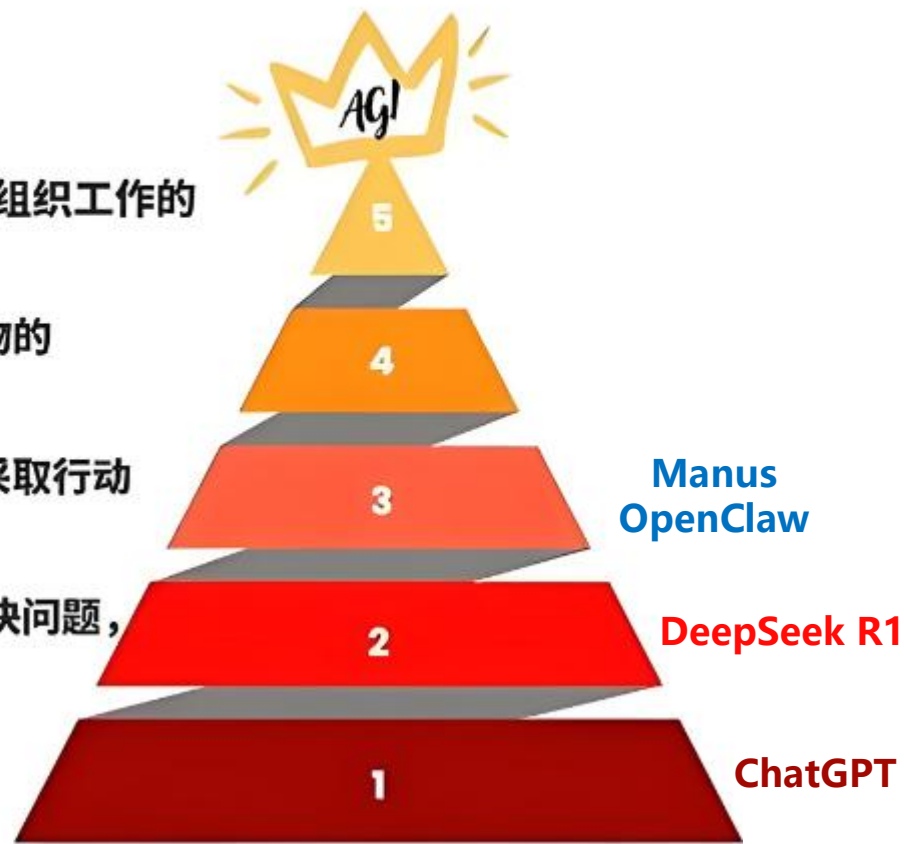 AGI
组织工作的
5
物的
4
采取行动
3
Manus
OpenClaw
决问题，
2
DeepSeek R1
1
ChatGPT